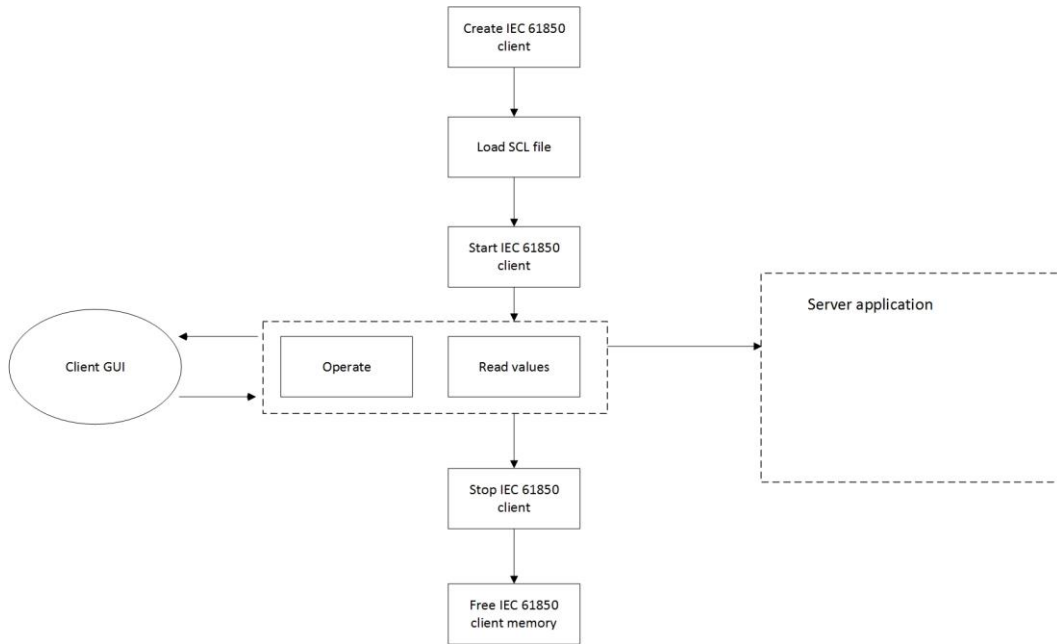 Create IEC 61850
client
Load SCL file
Start IEC 61850
client
Server application
Client GUI
Operate
Read values
Stop IEC 61850
client
Free IEC 61850
client memory